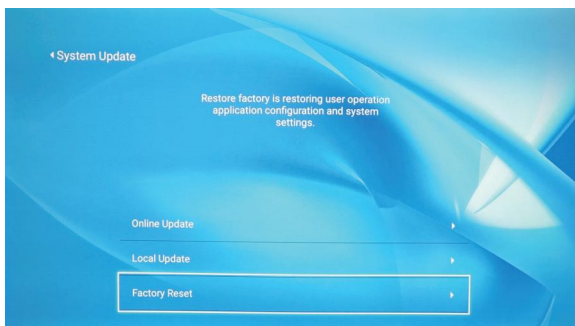 System Update
Restore factory is restoring user operation
application configuration and system
settings.
Online Update
Local Update
Factory Reset